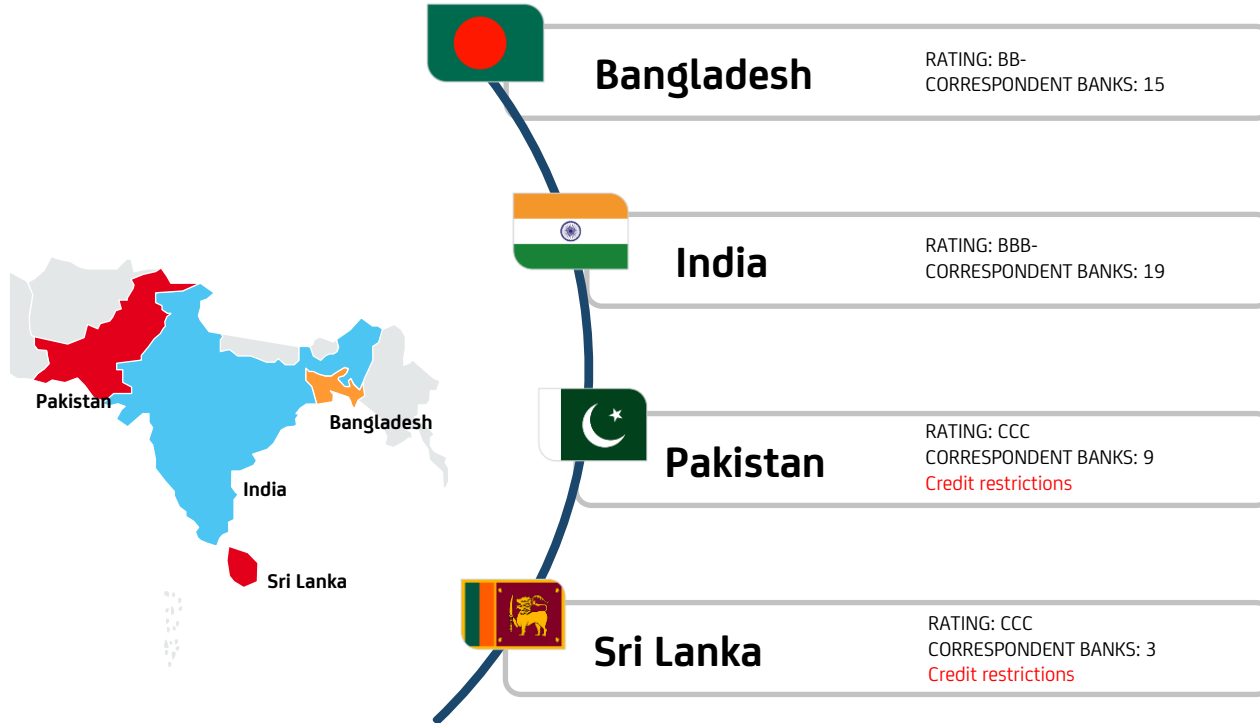 Bangladesh
RATING: BB-
CORRESPONDENT BANKS: 15
India
RATING: BBB-
CORRESPONDENT BANKS: 19
Pakistan
RATING: CCC
CORRESPONDENT BANKS: 9
Credit restrictions
Sri Lanka
RATING: CCC
CORRESPONDENT BANKS: 3
Credit restrictions
Pakistan
Bangladesh
India
Sri Lanka